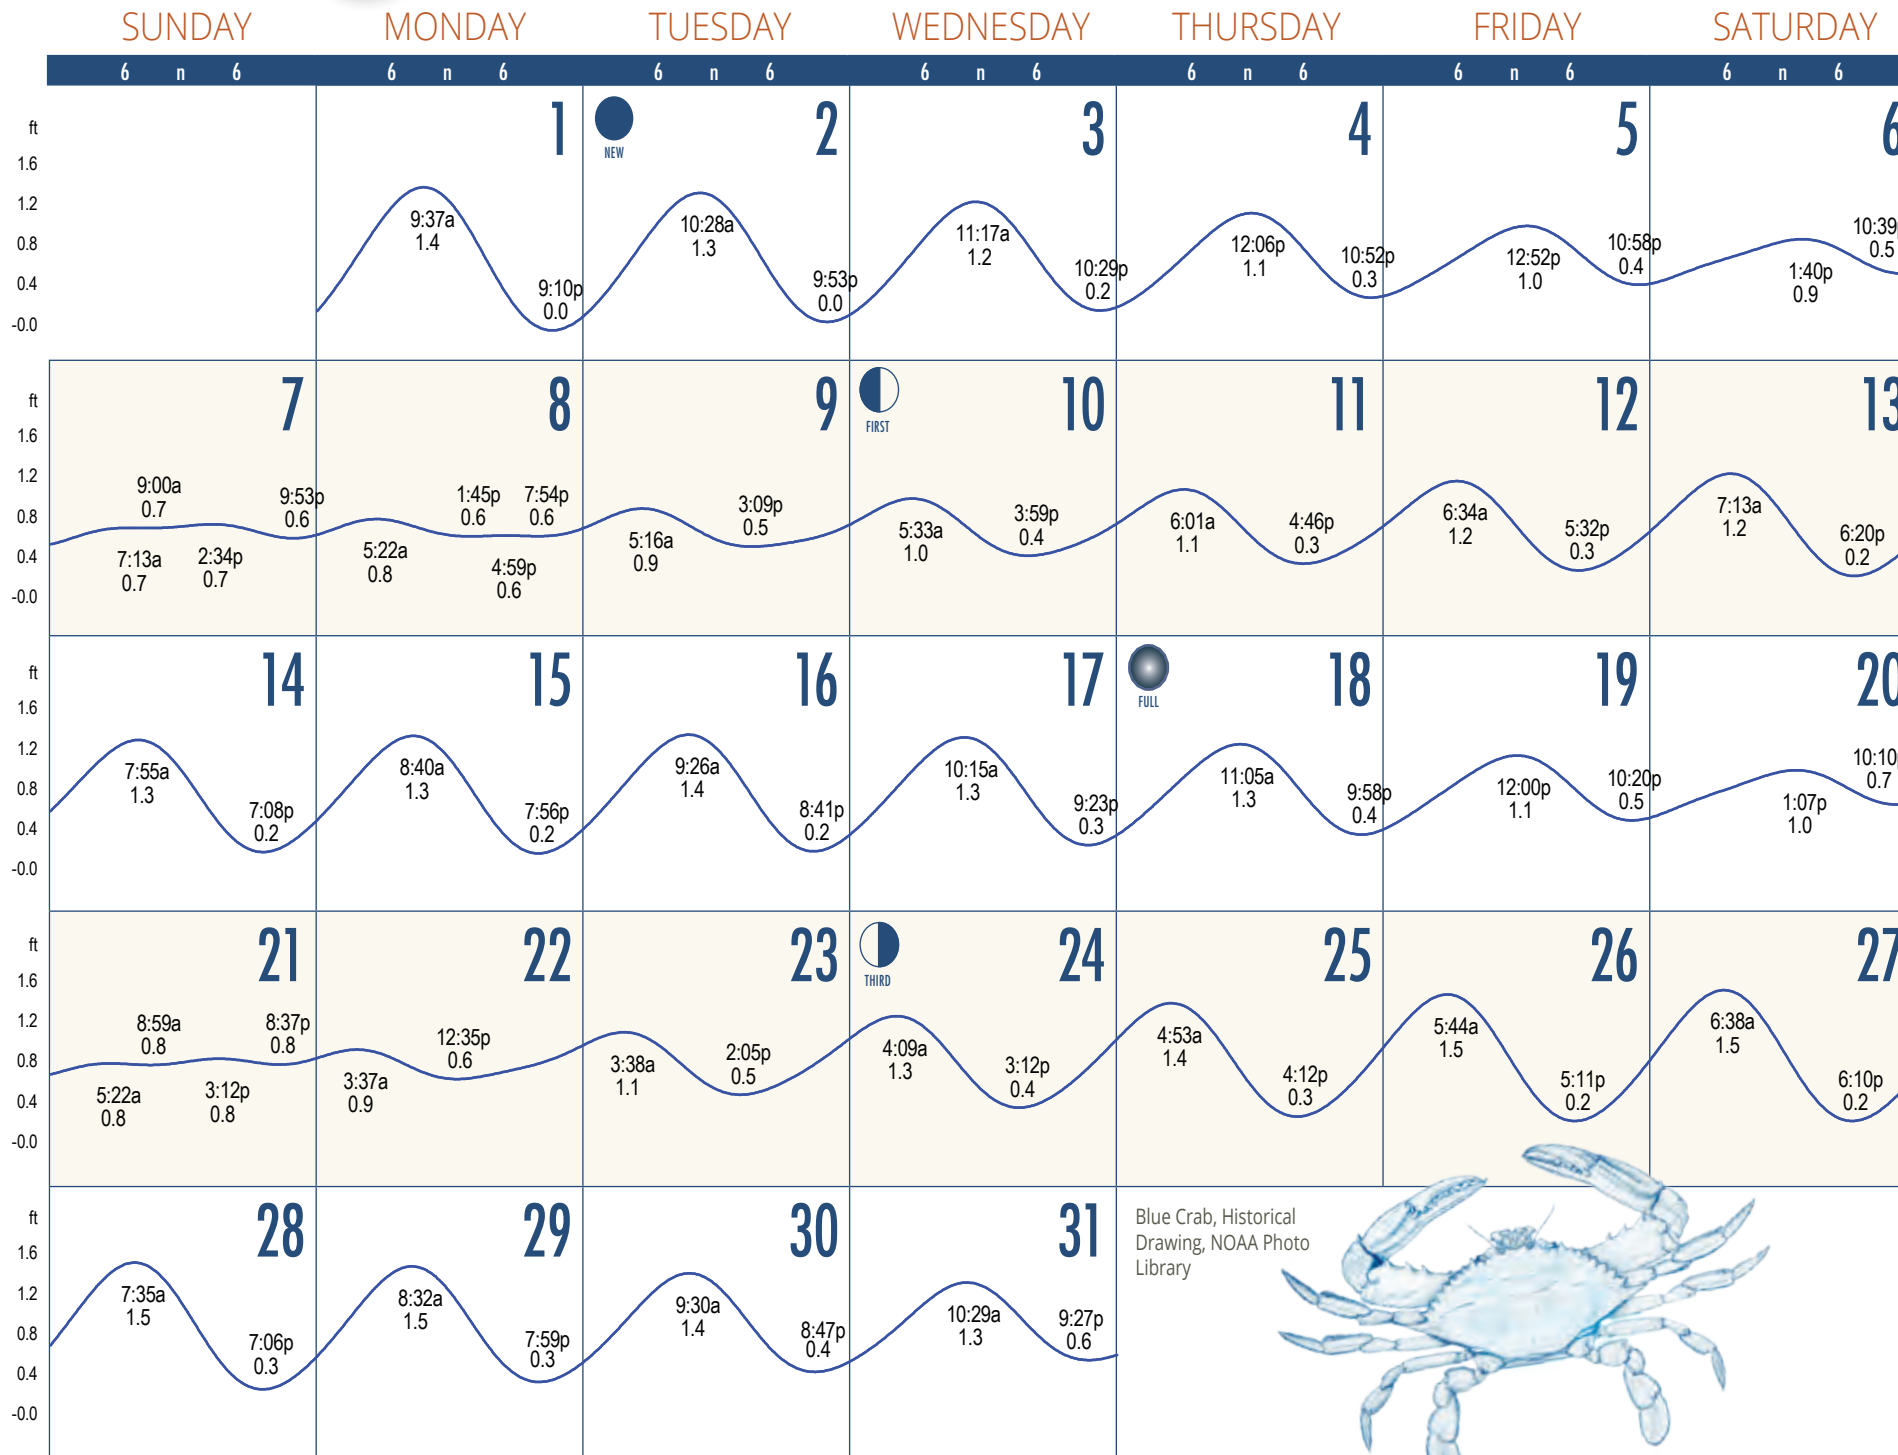 SUNDAY MONDAY TUESDAY WEDNESDAY THURSDAY FRIDAY SATURDAY
6 n 6 6 n 6 6 n 6 6 n 6 6 n 6 6 n 6 6 n 6
1 2 3 4 5 6
NEW
ft
1.6
1.2
0.8
0.4
-0.0
9:37a
1.4
9:10p
0.0
10:28a
1.3
9:53p
0.0
11:17a
1.2
10:29p
0.2
12:06p
1.1
10:52p
0.3
12:52p
1.0
10:58p
0.4
1:40p
0.9
10:39p
0.5
7 8 9 10 11 12 13
FIRST
ft
1.6
1.2
0.8
0.4
-0.0
7:13a
0.7
9:00a
0.7
2:34p
0.7
9:53p
0.6
5:22a
0.8
1:45p
0.6
4:59p
0.6
7:54p
0.6
5:16a
0.9
3:09p
0.5
5:33a
1.0
3:59p
0.4
6:01a
1.1
4:46p
0.3
6:34a
1.2
5:32p
0.3
7:13a
1.2
6:20p
0.2
14 15 16 17 18 19 20
FULL
ft
1.6
1.2
0.8
0.4
-0.0
7:55a
1.3
7:08p
0.2
8:40a
1.3
7:56p
0.2
9:26a
1.4
8:41p
0.2
10:15a
1.3
9:23p
0.3
11:05a
1.3
9:58p
0.4
12:00p
1.1
10:20p
0.5
1:07p
1.0
10:10p
0.7
21 22 23 24 25 26 27
THIRD
ft
1.6
1.2
0.8
0.4
-0.0
5:22a
0.8
8:59a
0.8
3:12p
0.8
8:37p
0.8
3:37a
0.9
12:35p
0.6
3:38a
1.1
2:05p
0.5
4:09a
1.3
3:12p
0.4
4:53a
1.4
4:12p
0.3
5:44a
1.5
5:11p
0.2
6:38a
1.5
6:10p
0.2
28 29 30 31
ft
1.6
1.2
0.8
0.4
-0.0
7:35a
1.5
7:06p
0.3
8:32a
1.5
7:59p
0.3
9:30a
1.4
8:47p
0.4
10:29a
1.3
9:27p
0.6
Blue Crab, Historical
Drawing, NOAA Photo
Library